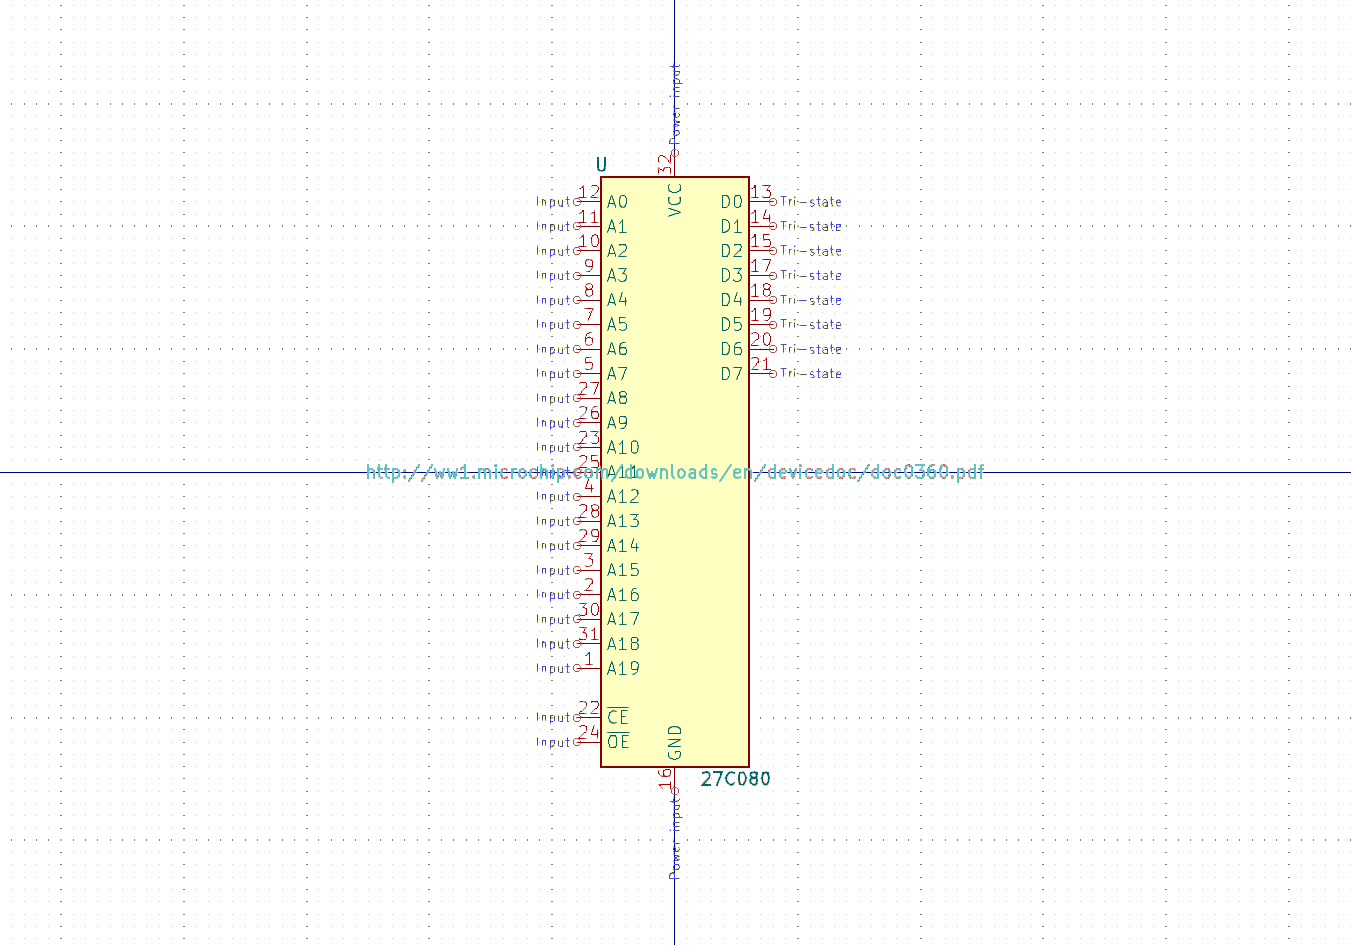 Power input
32
U
VCC
Input 12 A0 D0 13 Tri-state
Input 11 A1 D1 14 Tri-state
Input 10 A2 D2 15 Tri-state
Input 9 A3 D3 17 Tri-state
Input 8 A4 D4 18 Tri-state
Input 7 A5 D5 19 Tri-state
Input 6 A6 D6 20 Tri-state
Input 5 A7 D7 21 Tri-state
Input 27 A8
Input 26 A9
Input 23 A10
Input 25 A11
http://ww1.microchip.com/downloads/en/devicedoc/doc0360.pdf
Input 4 A12
Input 28 A13
Input 29 A14
Input 3 A15
Input 2 A16
Input 30 A17
Input 31 A18
Input 1 A19
Input 22 CE
Input 24 OE
GND
16
27C080
Power input